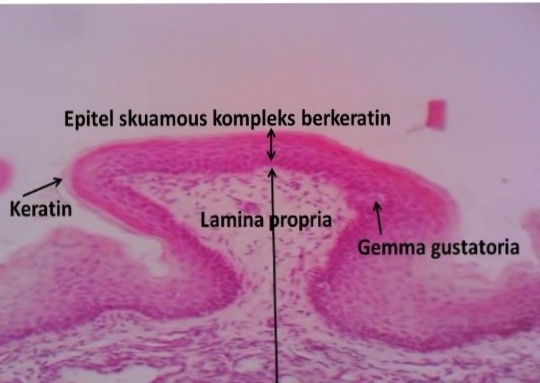 Epitel skuamous kompleks berkeratin
Keratin
Lamina propria
Gemma gustatoria